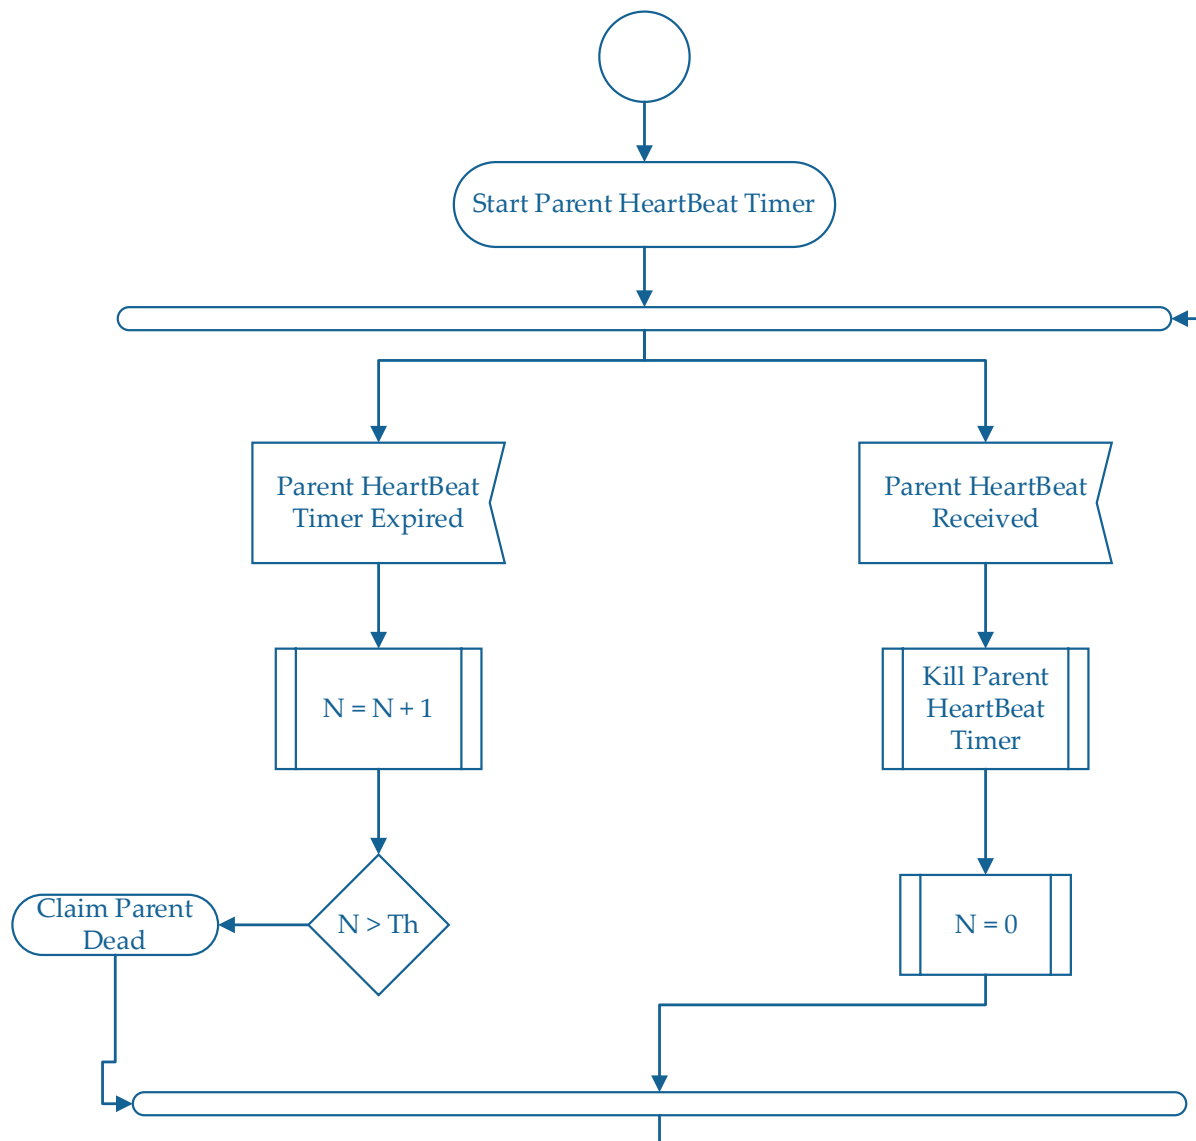 Start Parent HeartBeat Timer
Parent HeartBeat
Timer Expired
Parent HeartBeat
Received
N = N + 1
Kill Parent
HeartBeat
Timer
Claim Parent
Dead
N > Th
N = 0